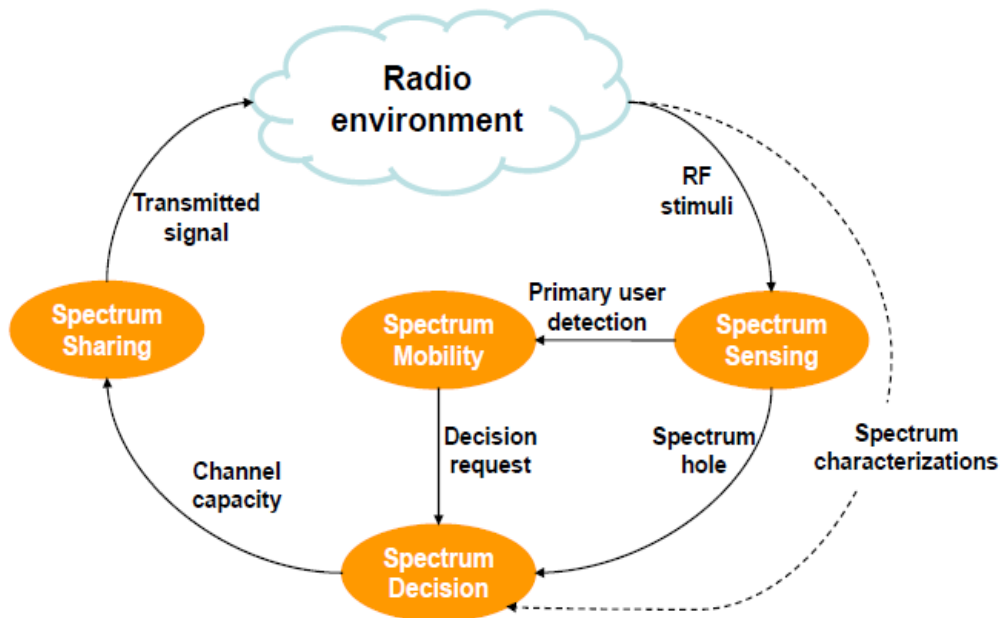 Radio
environment
RF
stimuli
Transmitted
signal
Primary user
detection
Spectrum
Sharing
Spectrum
Mobility
Spectrum
Sensing
Decision
request
Spectrum
hole
Spectrum
characterizations
Channel
capacity
Spectrum
Decision